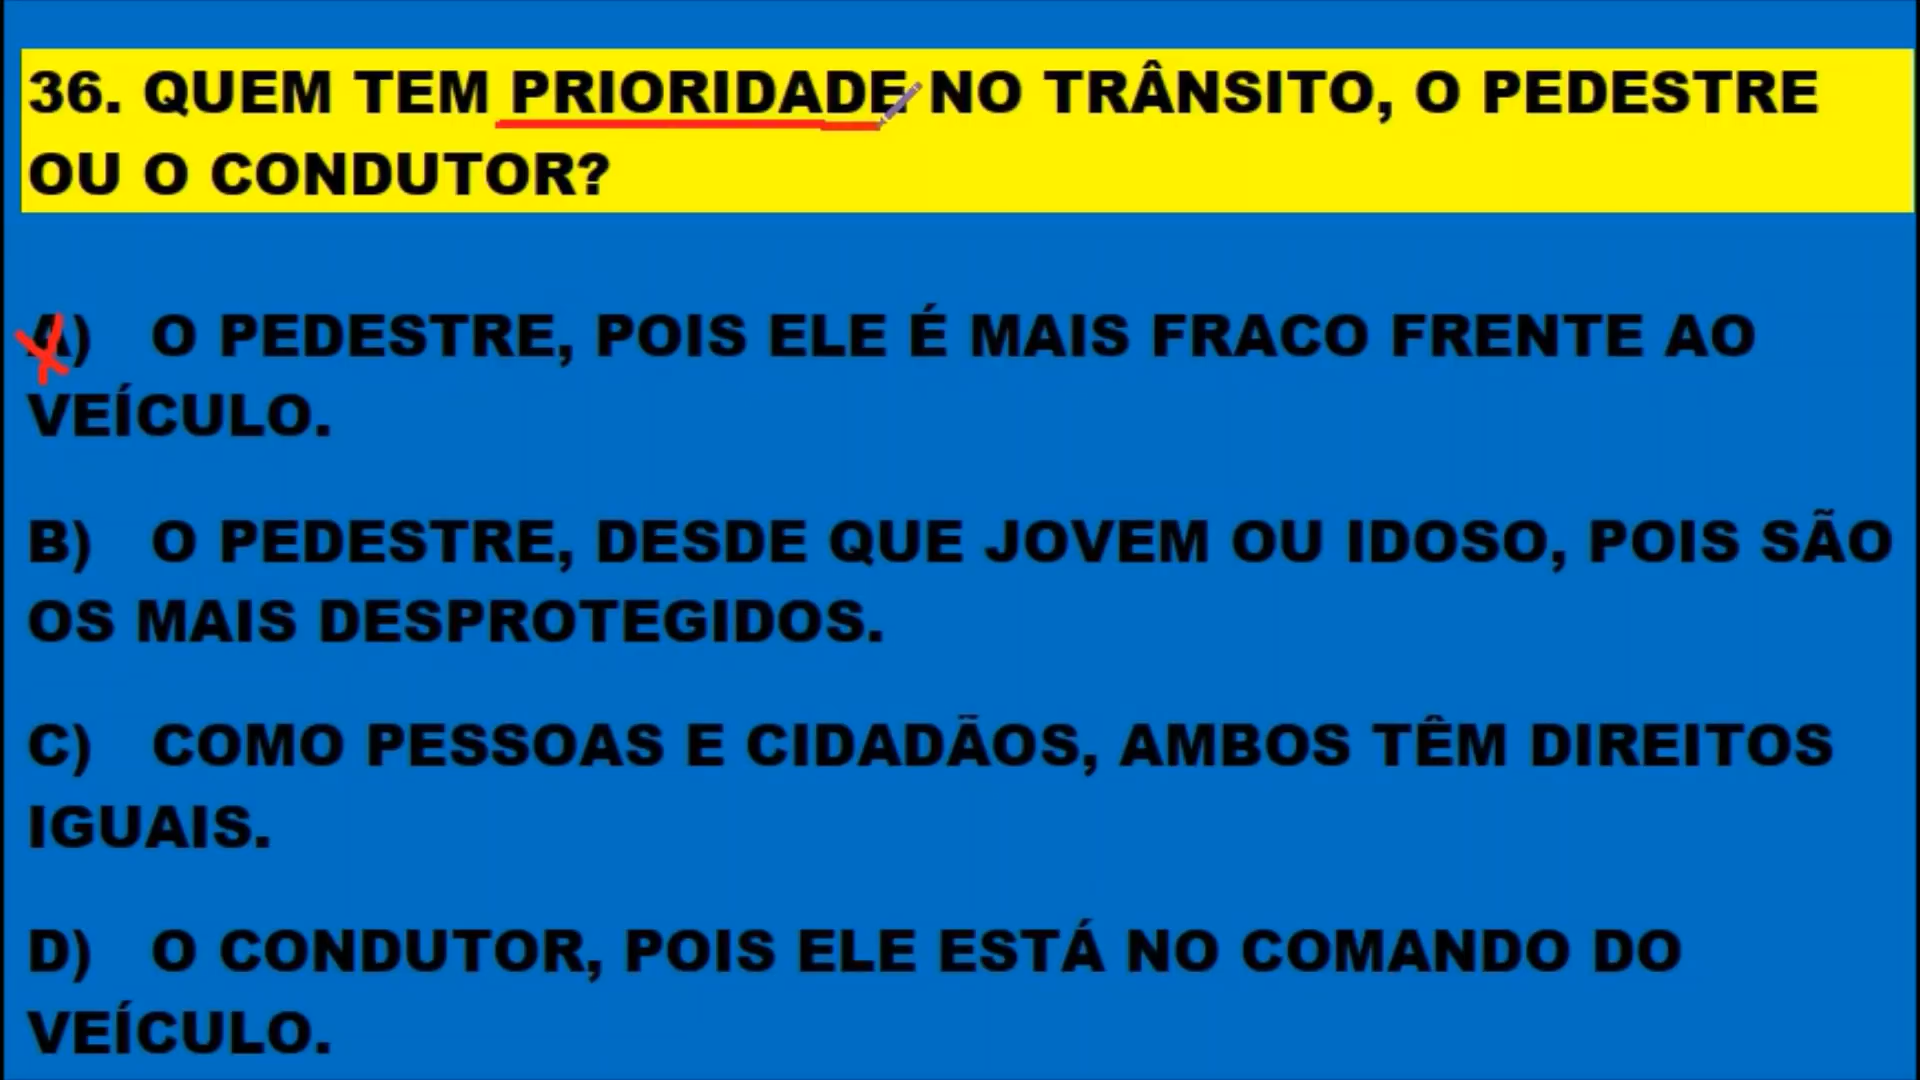 36. QUEM TEM PRIORIDADE NO TRÂNSITO, O PEDESTRE
OU O CONDUTOR?
A) O PEDESTRE, POIS ELE É MAIS FRACO FRENTE AO
VEÍCULO.
B) O PEDESTRE, DESDE QUE JOVEM OU IDOSO, POIS SÃO
OS MAIS DESPROTEGIDOS.
C) COMO PESSOAS E CIDADÃOS, AMBOS TÊM DIREITOS
IGUAIS.
D) O CONDUTOR, POIS ELE ESTÁ NO COMANDO DO
VEÍCULO.